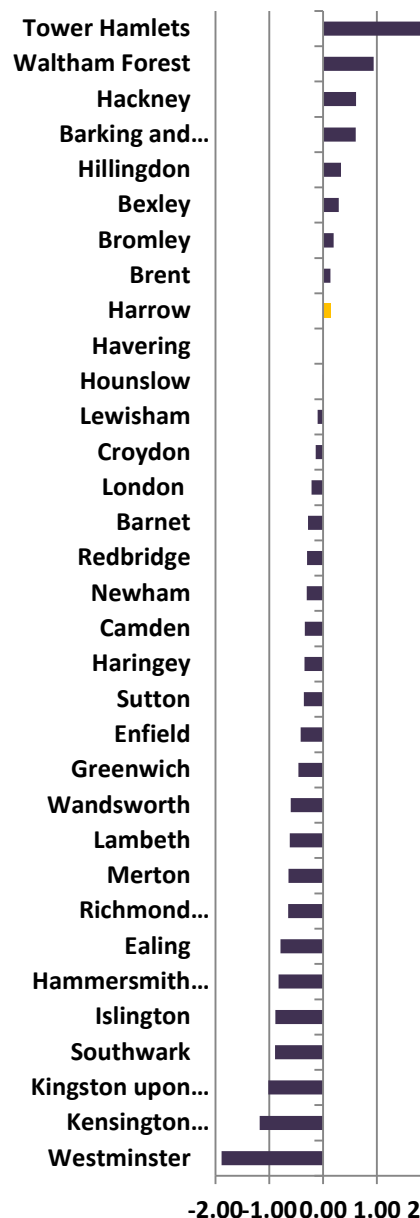 Tower Hamlets
Waltham Forest
Hackney
Barking and...
Hillingdon
Bexley
Bromley
Brent
Harrow
Havering
Hounslow
Lewisham
Croydon
London
Barnet
Redbridge
Newham
Camden
Haringey
Sutton
Enfield
Greenwich
Wandsworth
Lambeth
Merton
Richmond...
Ealing
Hammersmith...
Islington
Southwark
Kingston upon...
Kensington...
Westminster
-2.00 -1.00 0.00 1.00 2